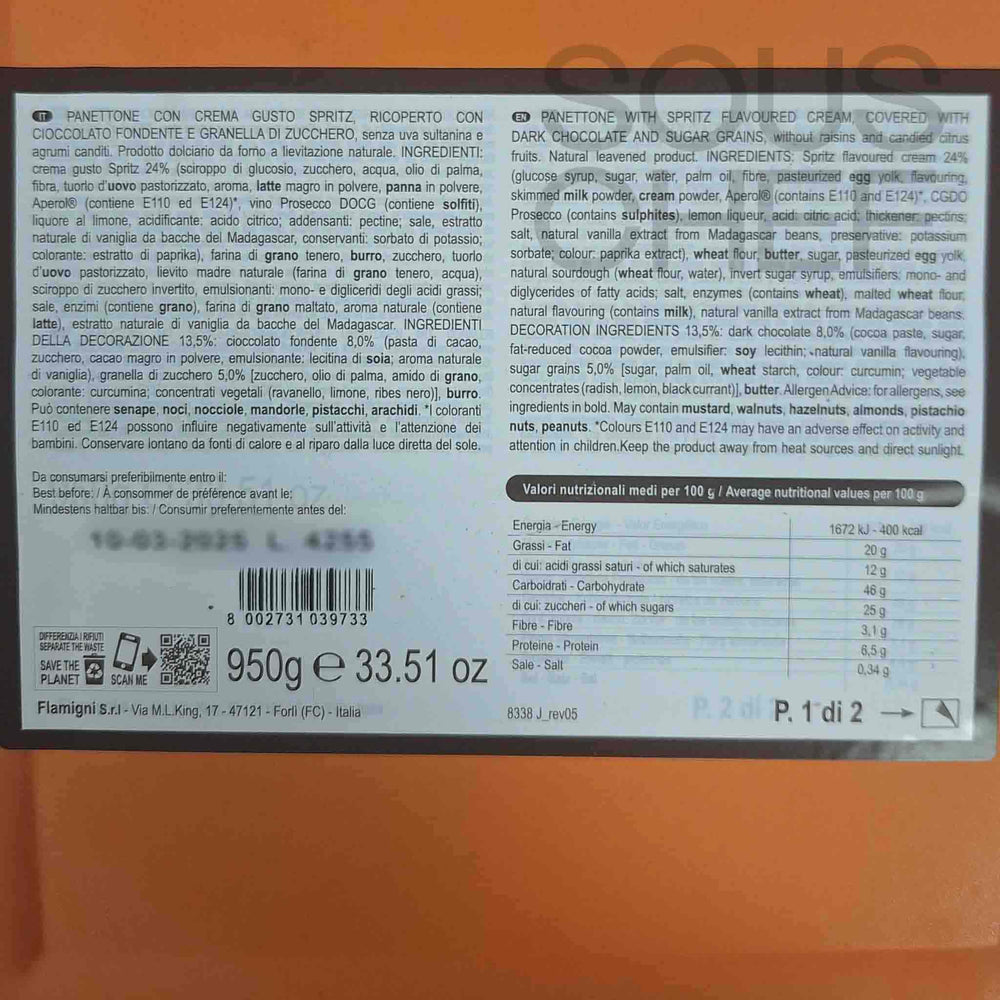 SOUS
CHEF
IT PANETTONE CON CREMA GUSTO SPRITZ, RICOPERTO CON
CIOCCOLATO FONDENTE E GRANELLA DI ZUCCHERO, senza uva sultanina e
agrumi canditi. Prodotto dolciario da forno a lievitazione naturale. INGREDIENTI:
crema gusto Spritz 24% (sciroppo di glucosio, zucchero, acqua, olio di palma,
fibra, tuorlo d'uovo pastorizzato, aroma, latte magro in polvere, panna in polvere,
Aperol® (contiene E110 ed E124)*, vino Prosecco DOCG (contiene solfiti),
liquore al limone, acidificante: acido citrico; addensanti: pectine; sale, estratto
naturale di vaniglia da bacche del Madagascar, conservanti: sorbato di potassio;
colorante: estratto di paprika), farina di grano tenero, burro, zucchero, tuorlo
d'uovo pastorizzato, lievito madre naturale (farina di grano tenero, acqua),
sciroppo di zucchero invertito, emulsionanti: mono- e digliceridi degli acidi grassi;
sale, enzimi (contiene grano), farina di grano maltato, aroma naturale (contiene
latte), estratto naturale di vaniglia da bacche del Madagascar. INGREDIENTI
DELLA DECORAZIONE 13,5%: cioccolato fondente 8,0% (pasta di cacao,
zucchero, cacao magro in polvere, emulsionante: lecitina di soia; aroma naturale
di vaniglia), granella di zucchero 5,0% [zucchero, olio di palma, amido di grano,
colorante: curcumina; concentrati vegetali (ravanello, limone, ribes nero)], burro.
Può contenere senape, noci, nocciole, mandorle, pistacchi, arachidi. *I coloranti
E110 ed E124 possono influire negativamente sull'attività e l'attenzione dei
bambini. Conservare lontano da fonti di calore e al riparo dalla luce diretta del sole.
Da consumarsi preferibilmente entro il:
Best before: / À consommer de préférence avant le:
Mindestens haltbar bis: / Consumir preferentemente antes del:
10-03-2025 L 4255
8 002731 039733
DIFFERENZIA I RIFIUTI
SEPARATE THE WASTE
SAVE THE
PLANET
SCAN ME
950g e 33.51 oz
Flamigni S.r.l - Via M.L.King, 17 - 47121 - Forlì (FC) - Italia
EN PANETTONE WITH SPRITZ FLAVOURED CREAM, COVERED WITH
DARK CHOCOLATE AND SUGAR GRAINS, without raisins and candied citrus
fruits. Natural leavened product. INGREDIENTS: Spritz flavoured cream 24%
(glucose syrup, sugar, water, palm oil, fibre, pasteurized egg yolk, flavouring,
skimmed milk powder, cream powder, Aperol® (contains E110 and E124)*, CGDO
Prosecco (contains sulphites), lemon liqueur, acid: citric acid; thickener: pectins;
salt, natural vanilla extract from Madagascar beans, preservative: potassium
sorbate; colour: paprika extract), wheat flour, butter, sugar, pasteurized egg yolk,
natural sourdough (wheat flour, water), invert sugar syrup, emulsifiers: mono- and
diglycerides of fatty acids; salt, enzymes (contains wheat), malted wheat flour,
natural flavouring (contains milk), natural vanilla extract from Madagascar beans.
DECORATION INGREDIENTS 13,5%: dark chocolate 8,0% (cocoa paste, sugar,
fat-reduced cocoa powder, emulsifier: soy lecithin; natural vanilla flavouring),
sugar grains 5,0% [sugar, palm oil, wheat starch, colour: curcumin; vegetable
concentrates (radish, lemon, black currant)], butter. Allergen Advice: for allergens, see
ingredients in bold. May contain mustard, walnuts, hazelnuts, almonds, pistachio
nuts, peanuts. *Colours E110 and E124 may have an adverse effect on activity and
attention in children.Keep the product away from heat sources and direct sunlight.
Valori nutrizionali medi per 100 g / Average nutritional values per 100 g
Energia - Energy 1672 kJ - 400 kcal
Grassi - Fat 20 g
di cui: acidi grassi saturi - of which saturates 12 g
Carboidrati - Carbohydrate 46 g
di cui: zuccheri - of which sugars 25 g
Fibre - Fibre 3,1 g
Proteine - Protein 6,5 g
Sale - Salt 0,34 g
8338 J_rev05
P. 2 di
P. 1 di 2